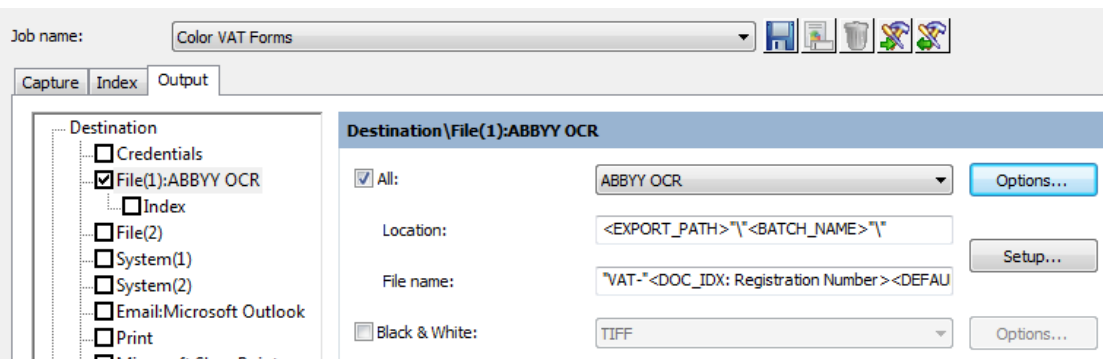 Job name:
Color VAT Forms
Capture
Index
Output
Destination
Credentials
File(1):ABBYY OCR
Index
File(2)
System(1)
System(2)
Email:Microsoft Outlook
Print
Destination\File(1):ABBYY OCR
All:
ABBYY OCR
Options...
Location:
<EXPORT_PATH>"\"<BATCH_NAME>"\"
Setup...
File name:
"VAT-"<DOC_IDX: Registration Number><DEFAU
Black & White:
TIFF
Options...